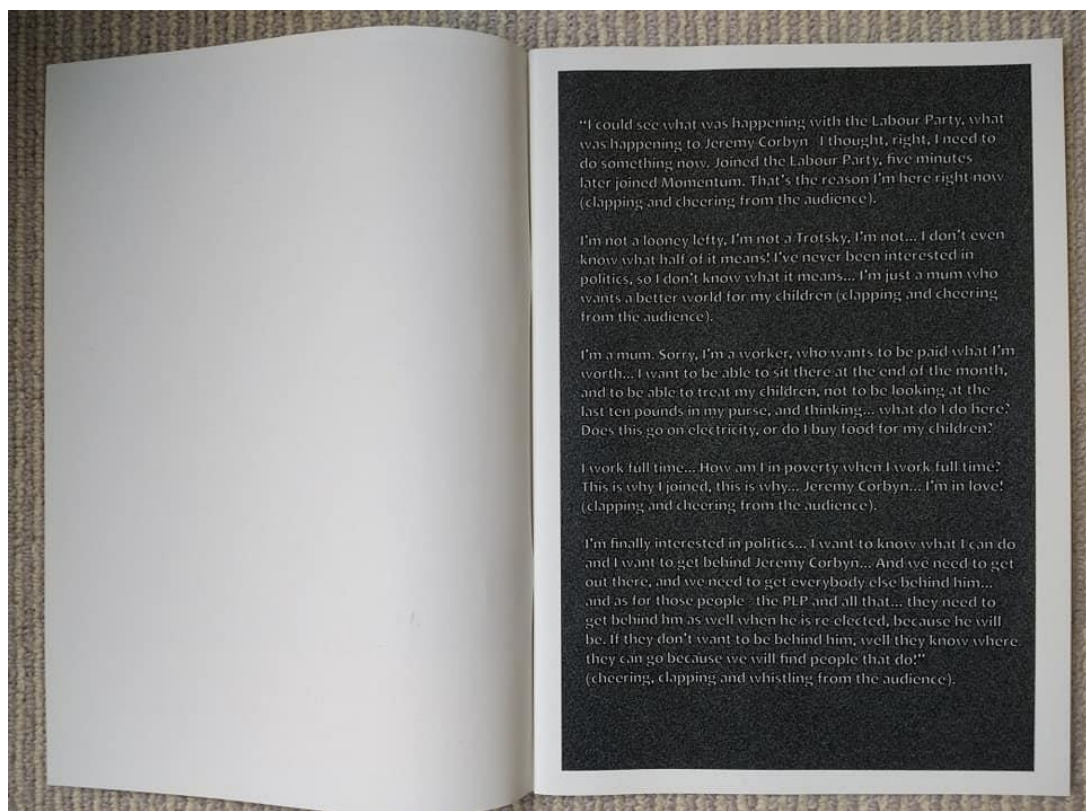 “I could see what was happening with the Labour Party, what
was happening to Jeremy Corbyn I thought, right, I need to
do something now. Joined the Labour Party, five minutes
later joined Momentum. That's the reason I'm here right now
(clapping and cheering from the audience).
I'm not a looney lefty, I'm not a Trotsky, I'm not... I don't even
know what half of it means! I've never been interested in
politics, so I don't know what it means... I'm just a mum who
wants a better world for my children (clapping and cheering
from the audience).
I'm a mum. Sorry, I'm a worker, who wants to be paid what I'm
worth... I want to be able to sit there at the end of the month,
and to be able to treat my children, not to be looking at the
last ten pounds in my purse, and thinking... what do I do here?
Does this go on electricity, or do I buy food for my children?
I work full time... How am I in poverty when I work full time?
This is why I joined, this is why... Jeremy Corbyn... I'm in love!
(clapping and cheering from the audience).
I'm finally interested in politics... I want to know what I can do
and I want to get behind Jeremy Corbyn... And we need to get
out there, and we need to get everybody else behind him...
and as for those people the PLP and all that... they need to
get behind hm as well when he is re elected, because he will
be. If they don't want to be behind him, well they know where
they can go because we will find people that do!”
(cheering, clapping and whistling from the audience).